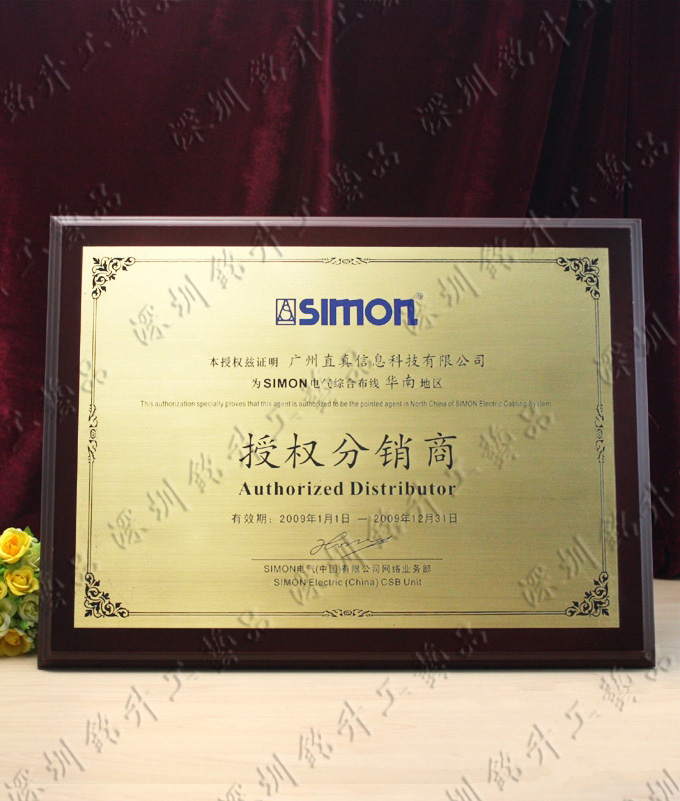 SIMON®
本授权兹证明 广州直真信息科技有限公司
为SIMON电气综合布线 华南 地区
This authorization specially proves that this agent is authorized to be the pointed agent in North China of SIMON Electric Cabling System
授权分销商
Authorized Distributor
有效期：2009年1月1日 — 2009年12月31日
SIMON电气(中国)有限公司网络业务部
SIMON Electric (China) CSB Unit
深圳銘升工藝品